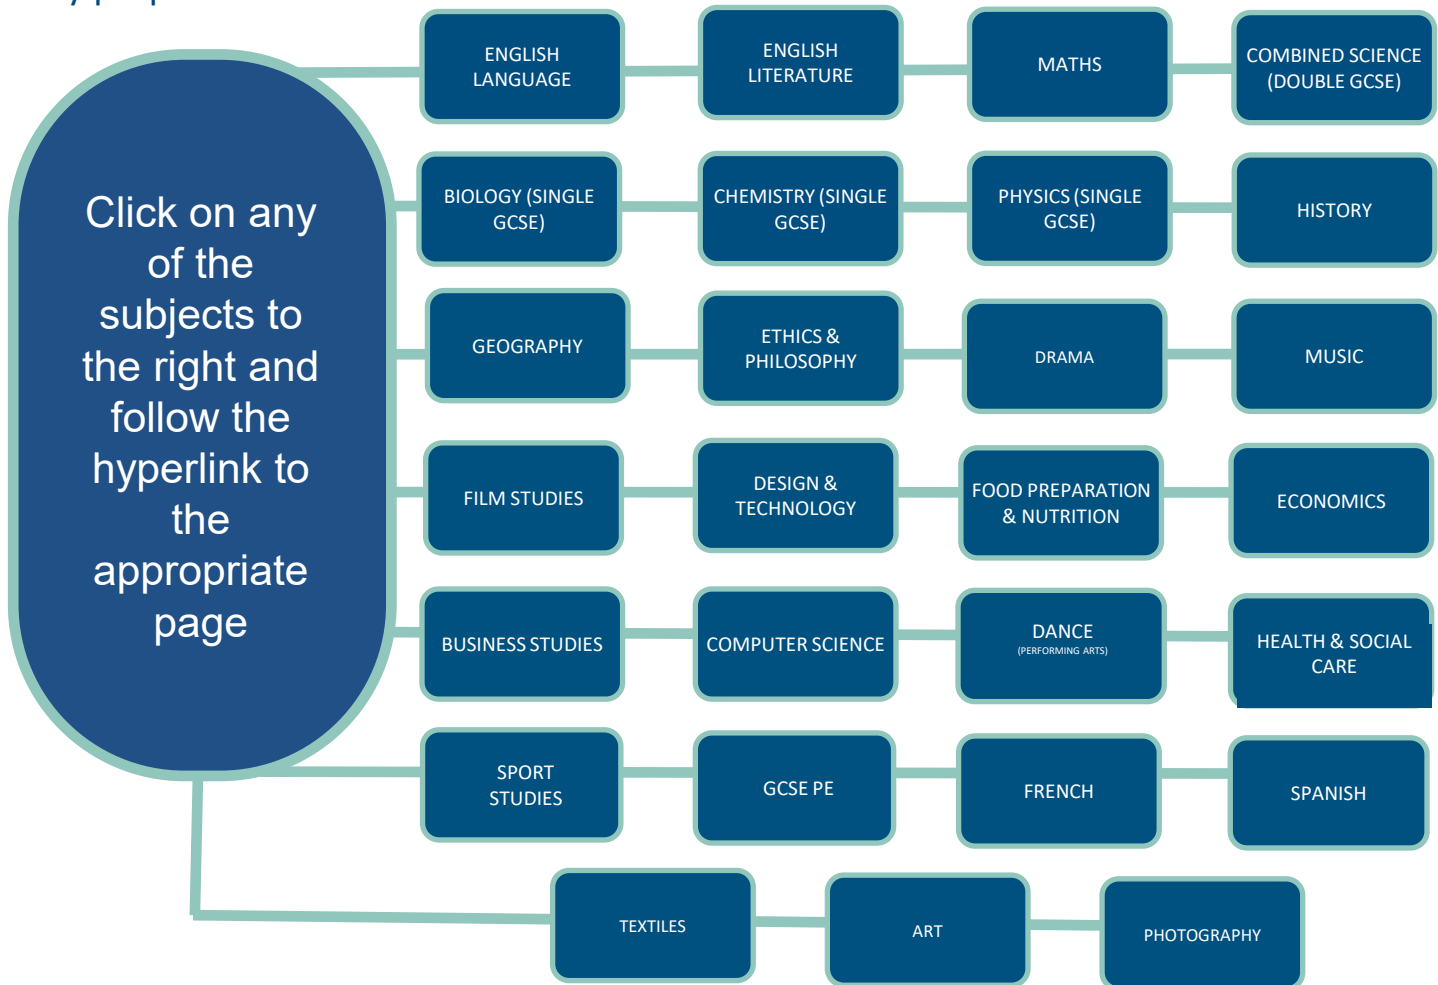 Click on any
of the
subjects to
the right and
follow the
hyperlink to
the
appropriate
page
ENGLISH
LANGUAGE
ENGLISH
LITERATURE
MATHS
COMBINED SCIENCE
(DOUBLE GCSE)
BIOLOGY (SINGLE
GCSE)
CHEMISTRY (SINGLE
GCSE)
PHYSICS (SINGLE
GCSE)
HISTORY
GEOGRAPHY
ETHICS &
PHILOSOPHY
DRAMA
MUSIC
FILM STUDIES
DESIGN &
TECHNOLOGY
FOOD PREPARATION
& NUTRITION
ECONOMICS
BUSINESS STUDIES
COMPUTER SCIENCE
DANCE
(PERFORMING ARTS)
HEALTH & SOCIAL
CARE
SPORT
STUDIES
GCSE PE
FRENCH
SPANISH
TEXTILES
ART
PHOTOGRAPHY